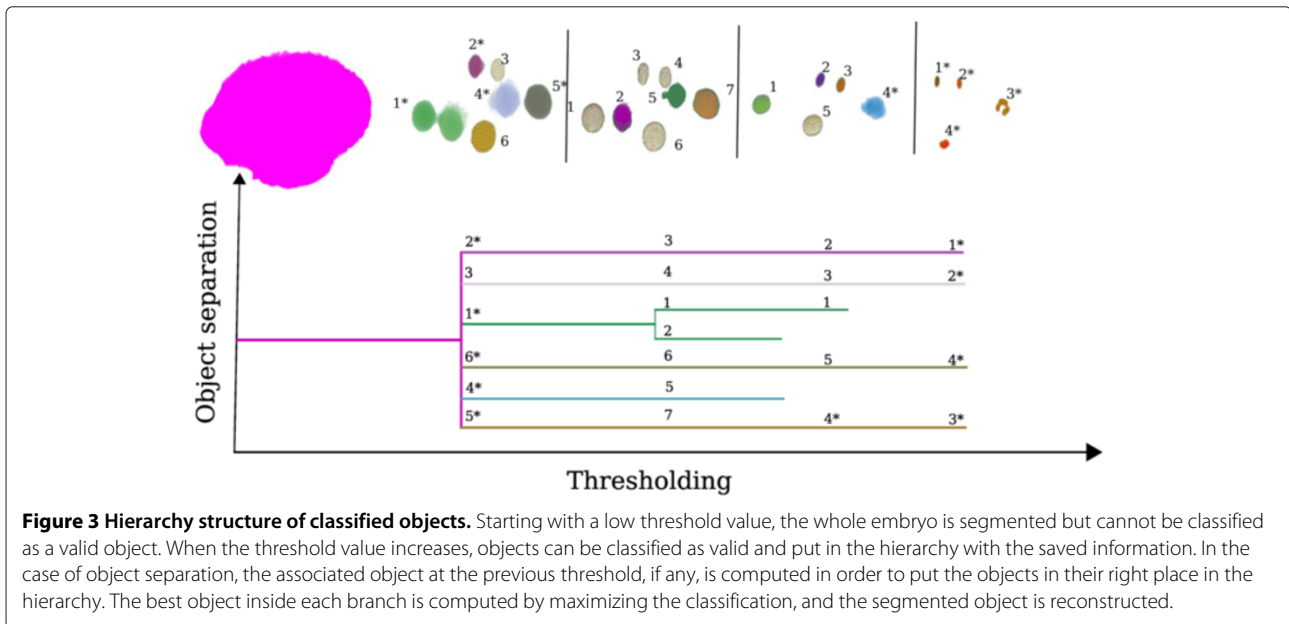 2*
3
4
3
1*
2*
3
2*
1*
4*
5*
1
2
5
7
1
4*
3*
6
6
5
4*
Object separation
2* 3 2 1*
3 4 3 2*
1* 1 1
2
6* 6 5 4*
4* 5
5* 7 4* 3*
Thresholding
Figure 3 Hierarchy structure of classified objects. Starting with a low threshold value, the whole embryo is segmented but cannot be classified
as a valid object. When the threshold value increases, objects can be classified as valid and put in the hierarchy with the saved information. In the
case of object separation, the associated object at the previous threshold, if any, is computed in order to put the objects in their right place in the
hierarchy. The best object inside each branch is computed by maximizing the classification, and the segmented object is reconstructed.